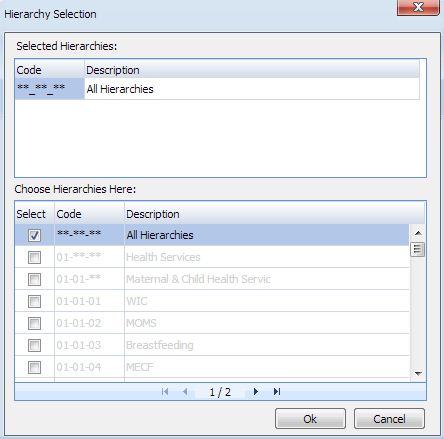 Hierarchy Selection
Selected Hierarchies:
Code Description
**_**_** All Hierarchies
Choose Hierarchies Here:
Select Code Description
**-**-** All Hierarchies
01-**-** Health Services
01-01-** Maternal & Child Health Servic
01-01-01 WIC
01-01-02 MOMS
01-01-03 Breastfeeding
01-01-04 MECF
1 / 2
Ok Cancel